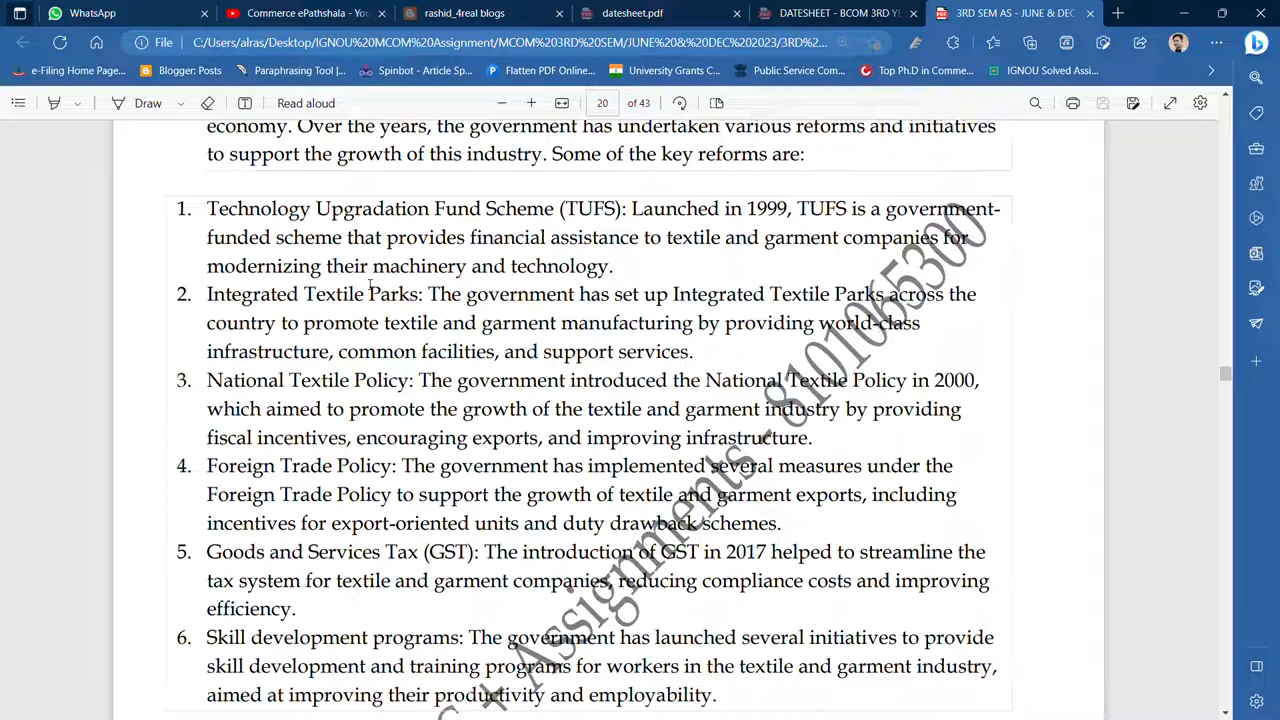 WhatsApp
Commerce ePathshala - You
rashid_4real blogs
datesheet.pdf
DATESHEET - BCOM 3RD YE
3RD SEM AS - JUNE & DEC
File
C:/Users/alras/Desktop/IGNOU%20MCOM%20Assignment/MCOM%203RD%20SEM/JUNE%20&%20DEC%202023/3RD%2...
e-Filing Home Page...
Blogger: Posts
Paraphrasing Tool |...
Spinbot - Article Sp...
Flatten PDF Online...
University Grants C...
Public Service Com...
Top Ph.D in Comme...
IGNOU Solved Assi...
Draw
Read aloud
20 of 43
economy. Over the years, the government has undertaken various reforms and initiatives
to support the growth of this industry. Some of the key reforms are:
1. Technology Upgradation Fund Scheme (TUFS): Launched in 1999, TUFS is a government-
funded scheme that provides financial assistance to textile and garment companies for
modernizing their machinery and technology.
2. Integrated Textile Parks: The government has set up Integrated Textile Parks across the
country to promote textile and garment manufacturing by providing world-class
infrastructure, common facilities, and support services.
3. National Textile Policy: The government introduced the National Textile Policy in 2000,
which aimed to promote the growth of the textile and garment industry by providing
fiscal incentives, encouraging exports, and improving infrastructure.
4. Foreign Trade Policy: The government has implemented several measures under the
Foreign Trade Policy to support the growth of textile and garment exports, including
incentives for export-oriented units and duty drawback schemes.
5. Goods and Services Tax (GST): The introduction of GST in 2017 helped to streamline the
tax system for textile and garment companies, reducing compliance costs and improving
efficiency.
6. Skill development programs: The government has launched several initiatives to provide
skill development and training programs for workers in the textile and garment industry,
aimed at improving their productivity and employability.
+ Assignments - 8101065300